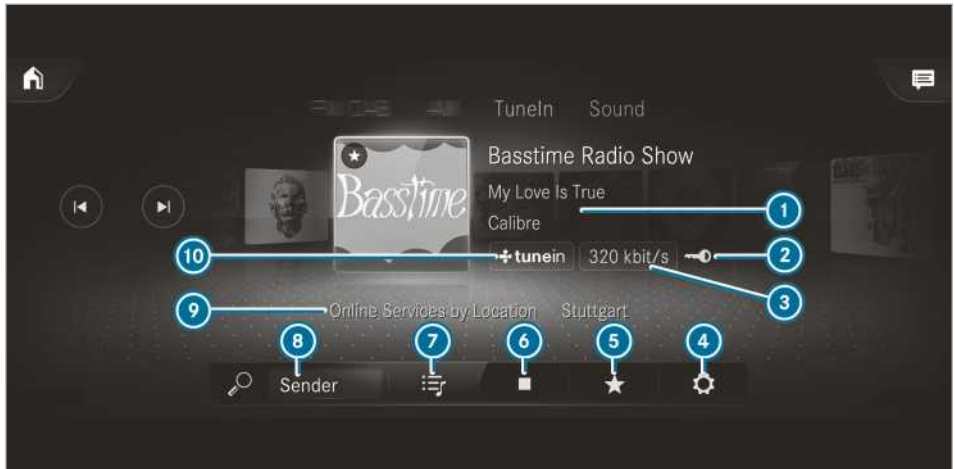 TuneIn Sound
Basstime Radio Show
My Love Is True
Calibre
Basstime
1
10
tunein 320 kbit/s
2
3
9
Online Services by Location Stuttgart
8 7 6 5 4
Sender